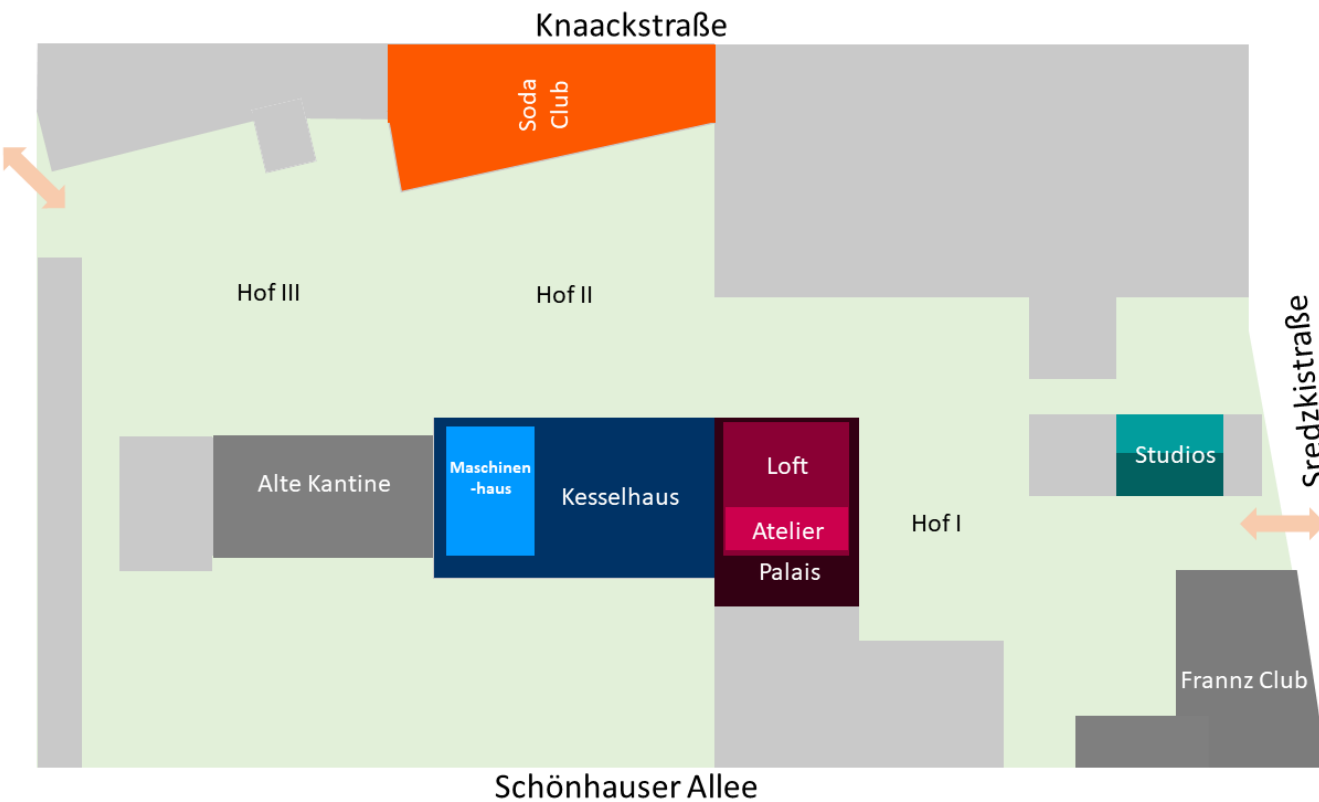 Knaackstraße
Soda
Club
Hof III
Hof II
Sredzkistraße
Maschinen
-haus
Alte Kantine
Kesselhaus
Loft
Atelier
Palais
Hof I
Studios
Frannz Club
Schönhauser Allee